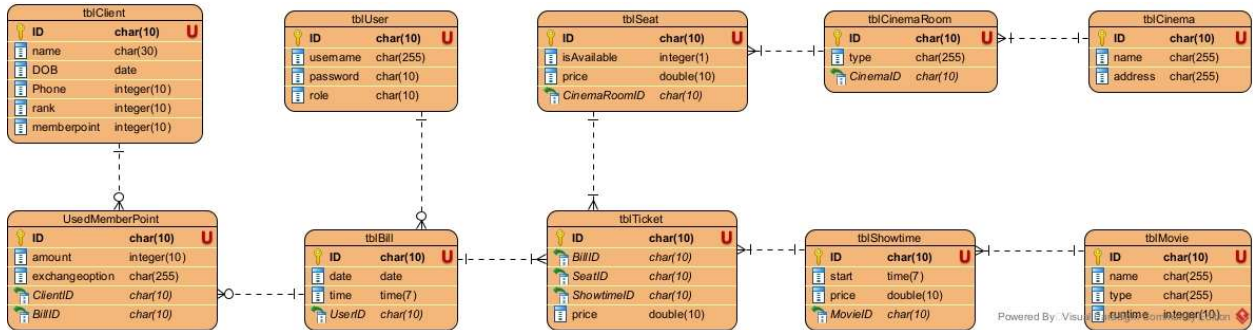 tblClient
ID char(10) U
name char(30)
DOB date
Phone integer(10)
rank integer(10)
memberpoint integer(10)
tblUser
ID char(10) U
username char(255)
password char(10)
role char(10)
tblSeat
ID char(10) U
isAvailable integer(1)
price double(10)
CinemaRoomID char(10)
tblCinemaRoom
ID char(10) U
type char(255)
CinemaID char(10)
tblCinema
ID char(10) U
name char(255)
address char(255)
UsedMemberPoint
ID char(10) U
amount integer(10)
exchangeoption char(255)
ClientID char(10)
BillID char(10)
tblBill
ID char(10) U
date date
time time(7)
UserID char(10)
tblTicket
ID char(10) U
BillID char(10)
SeatID char(10)
ShowtimeID char(10)
price double(10)
tblShowtime
ID char(10) U
start time(7)
price double(10)
MovieID char(10)
tblMovie
ID char(10) U
name char(255)
type char(255)
runtime integer(10)
Powered By: Visual